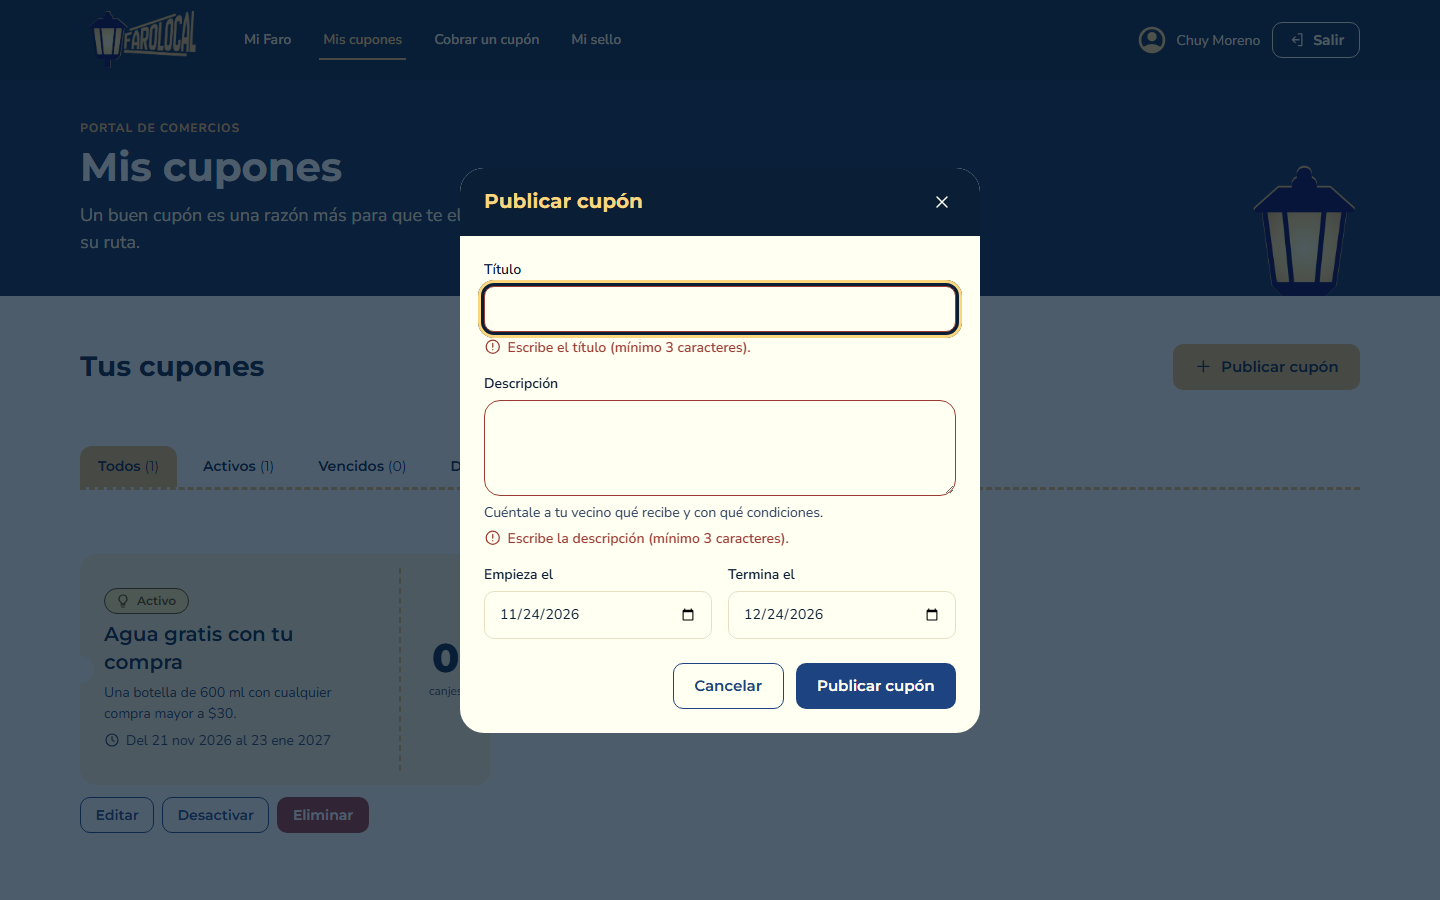 FAROLOCAL
Mi Faro
Mis cupones
Cobrar un cupón
Mi sello
Chuy Moreno
Salir
PORTAL DE COMERCIOS
Mis cupones
Un buen cupón es una razón más para que te el
su ruta.
Publicar cupón
Título
Escribe el título (mínimo 3 caracteres).
Descripción
Cuéntale a tu vecino qué recibe y con qué condiciones.
Escribe la descripción (mínimo 3 caracteres).
Empieza el
Termina el
11/24/2026
12/24/2026
Cancelar
Publicar cupón
Tus cupones
Publicar cupón
Todos (1)
Activos (1)
Vencidos (0)
D
Activo
Agua gratis con tu
compra
Una botella de 600 ml con cualquier
compra mayor a $30.
Del 21 nov 2026 al 23 ene 2027
0
canjes
Editar
Desactivar
Eliminar